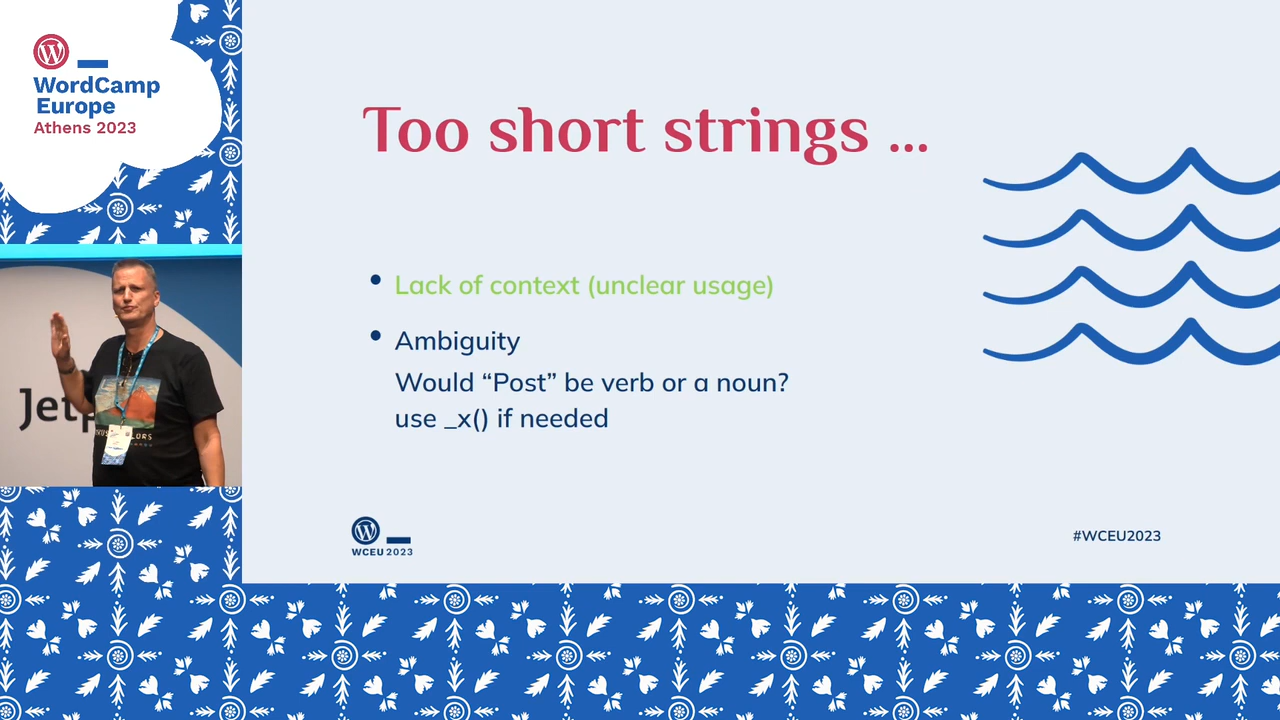 WordCamp
Europe
Athens 2023
Too short strings ...
• Lack of context (unclear usage)
• Ambiguity
Would “Post” be verb or a noun?
use _x() if needed
WCEU 2023
#WCEU2023